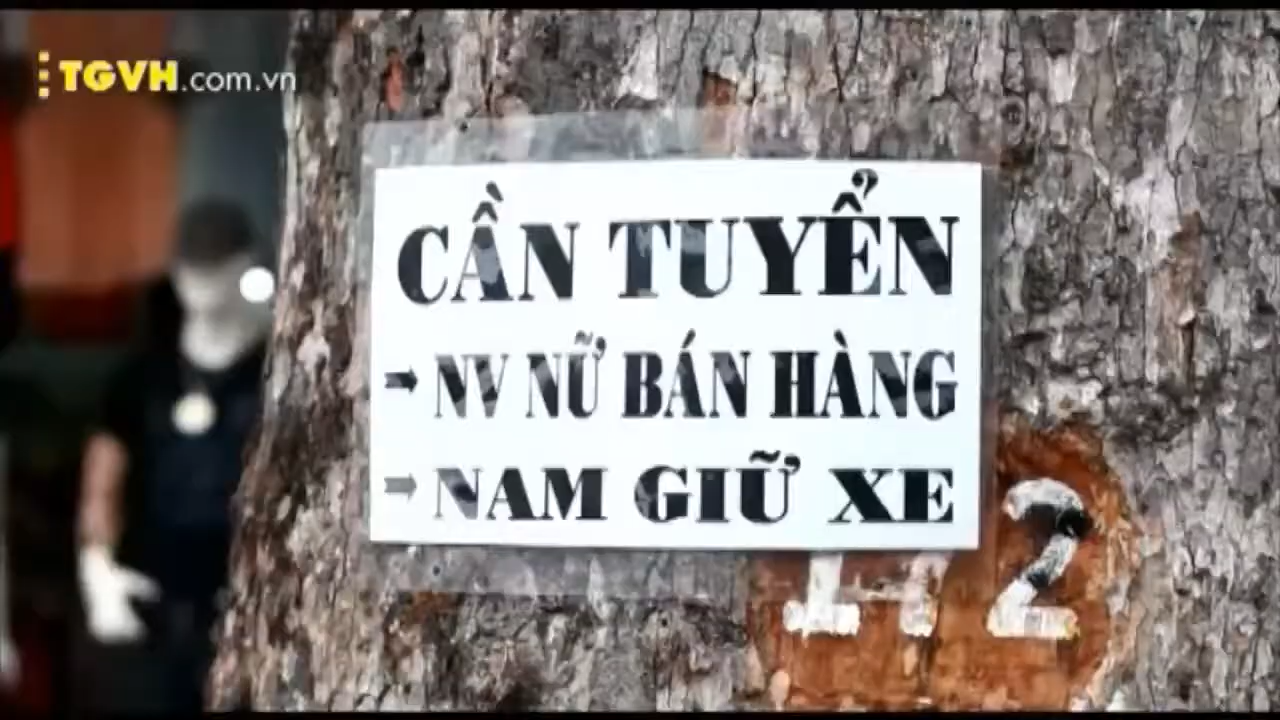 TGVH.com.vn
CẦN TUYỂN
➡ NV NỮ BÁN HÀNG
➡ NAM GIỮ XE